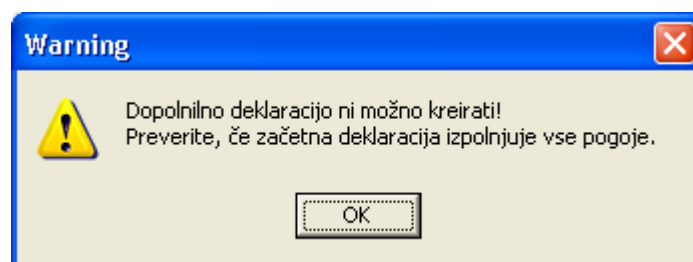 Warning
Dopolnilno deklaracijo ni možno kreirati!
Preverite, če začetna deklaracija izpolnjuje vse pogoje.
OK